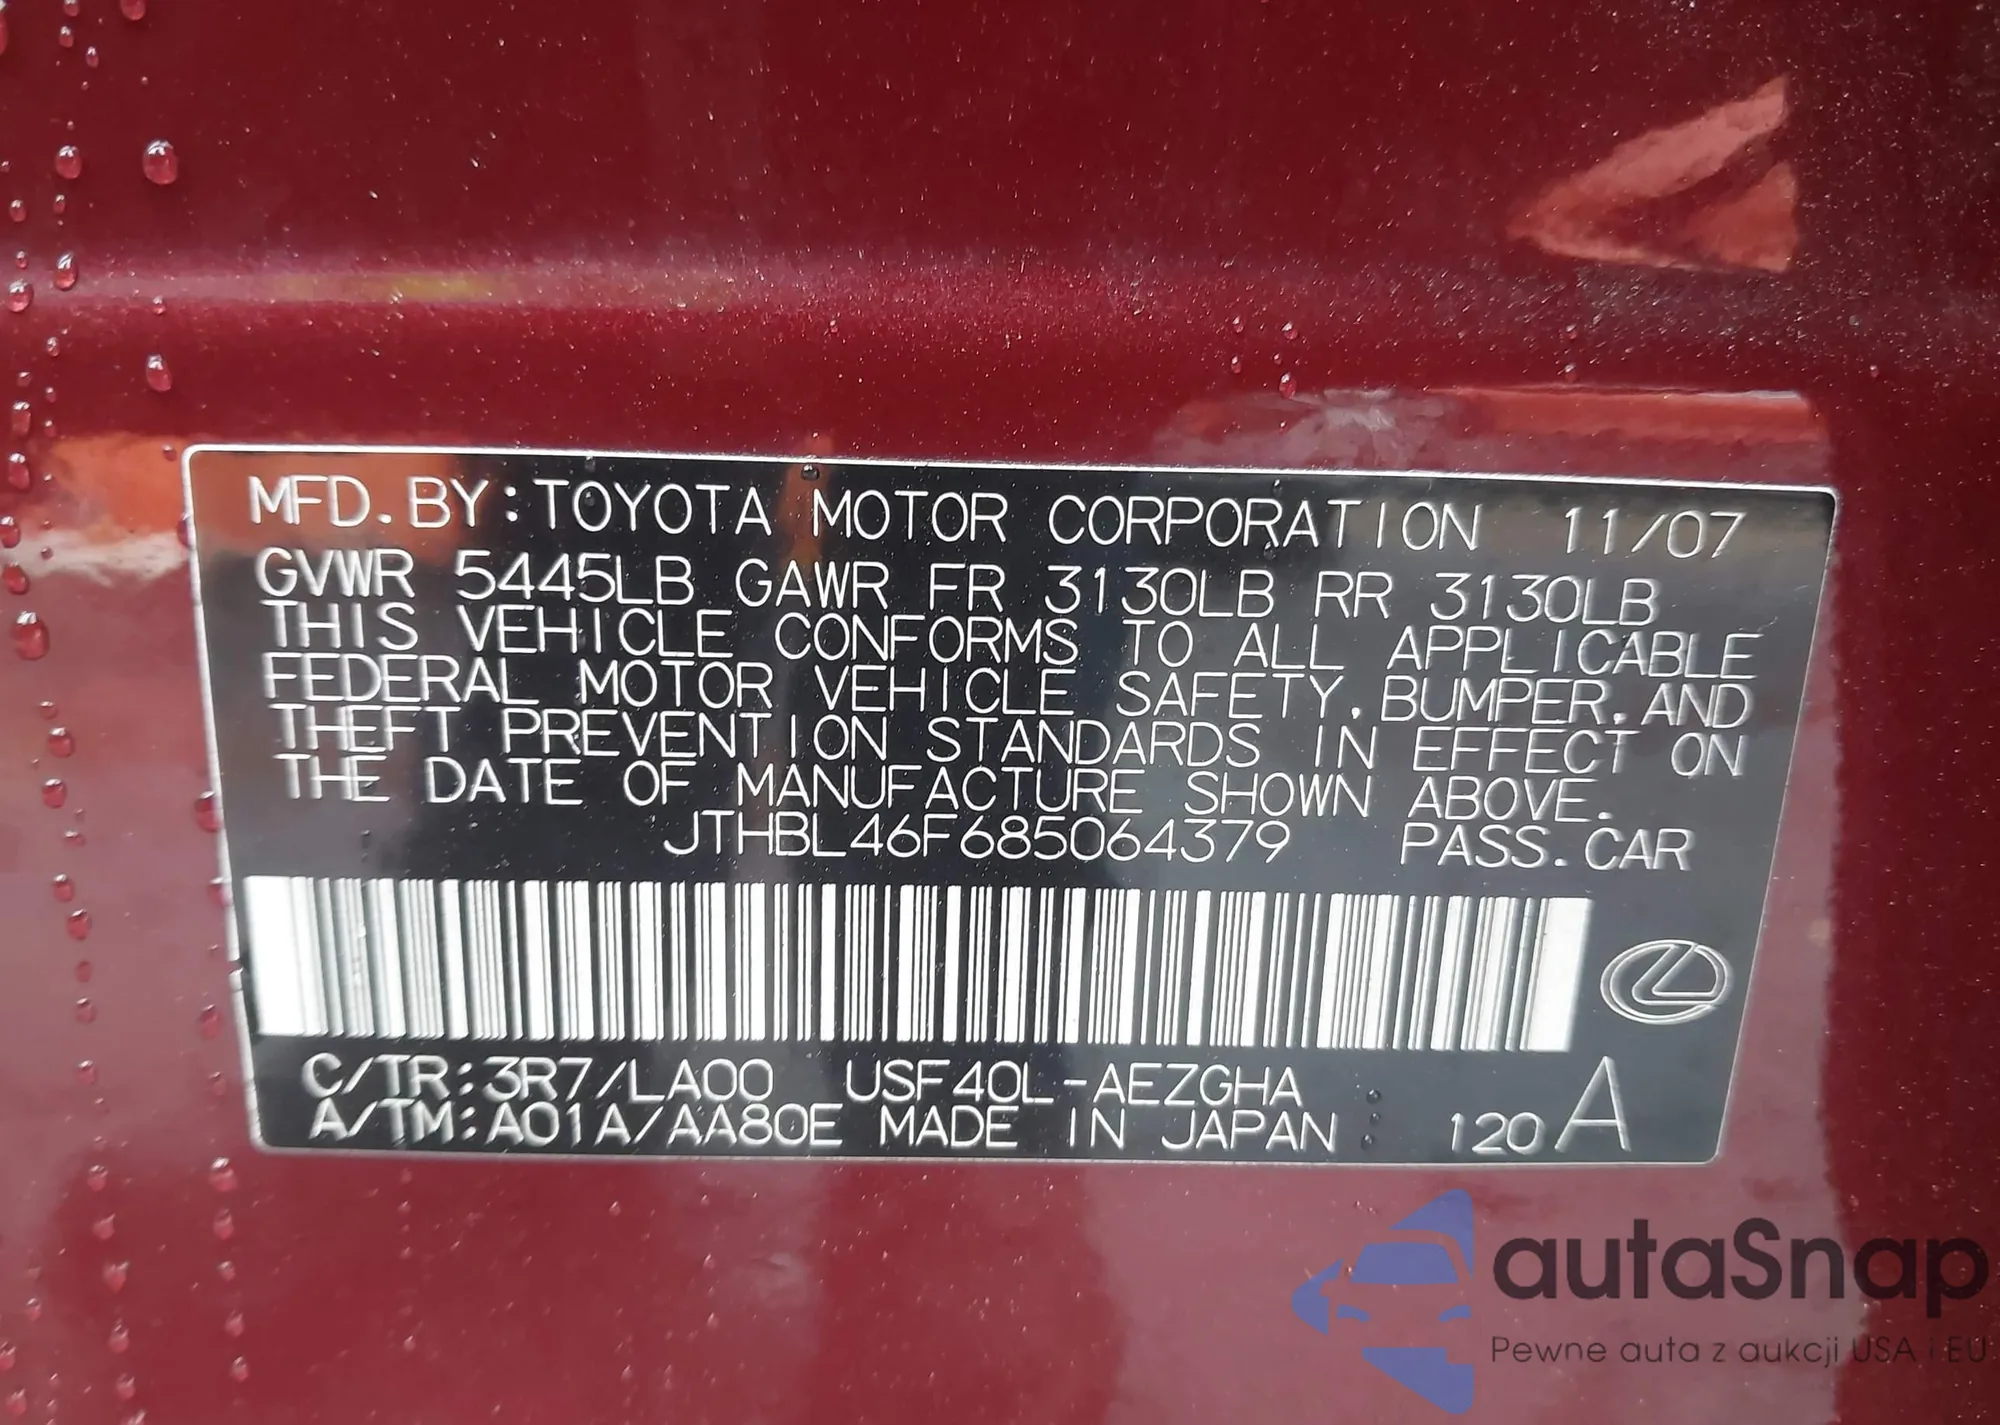 MFD. BY: TOYOTA MOTOR CORPORATION 11/07
GVWR 5445LB GAWR FR 3130LB RR 3130LB
THIS VEHICLE CONFORMS TO ALL APPLICABLE
FEDERAL MOTOR VEHICLE SAFETY, BUMPER, AND
THEFT PREVENTION STANDARDS IN EFFECT ON
THE DATE OF MANUFACTURE SHOWN ABOVE.
JTHBL46F685064379 PASS. CAR
C/TR: 3R7/LA00 USF40L-AEZGHA
A/TM: A01A/AA80E MADE IN JAPAN 120 A
autaSnap
Pewne auta z aukcji USA i EU